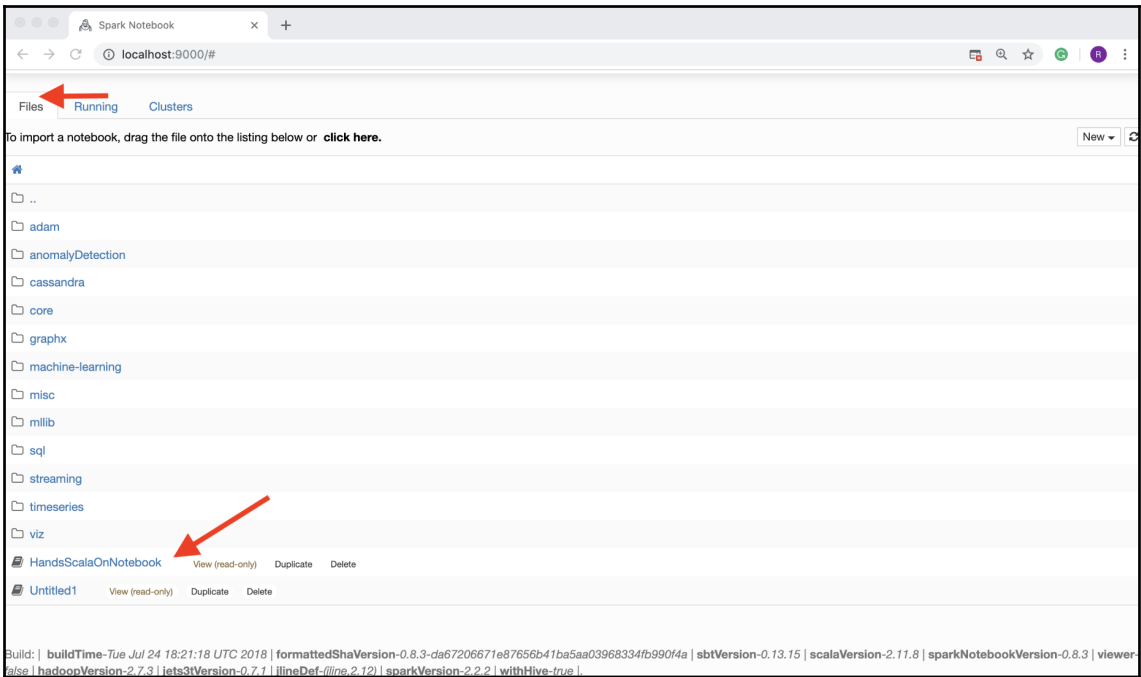 Spark Notebook
localhost:9000/#
R
Files Running Clusters
To import a notebook, drag the file onto the listing below or click here.
New
..
adam
anomalyDetection
cassandra
core
graphx
machine-learning
misc
mllib
sql
streaming
timeseries
viz
HandsScalaOnNotebook View (read-only) Duplicate Delete
Untitled1 View (read-only) Duplicate Delete
Build: | buildTime-Tue Jul 24 18:21:18 UTC 2018 | formattedShaVersion-0.8.3-da67206671e87656b41ba5aa03968334fb990f4a | sbtVersion-0.13.15 | scalaVersion-2.11.8 | sparkNotebookVersion-0.8.3 | viewer-
false | hadoopVersion-2.7.3 | jets3tVersion-0.7.1 | jlineDef-(jline,2.12) | sparkVersion-2.2.2 | withHive-true |.